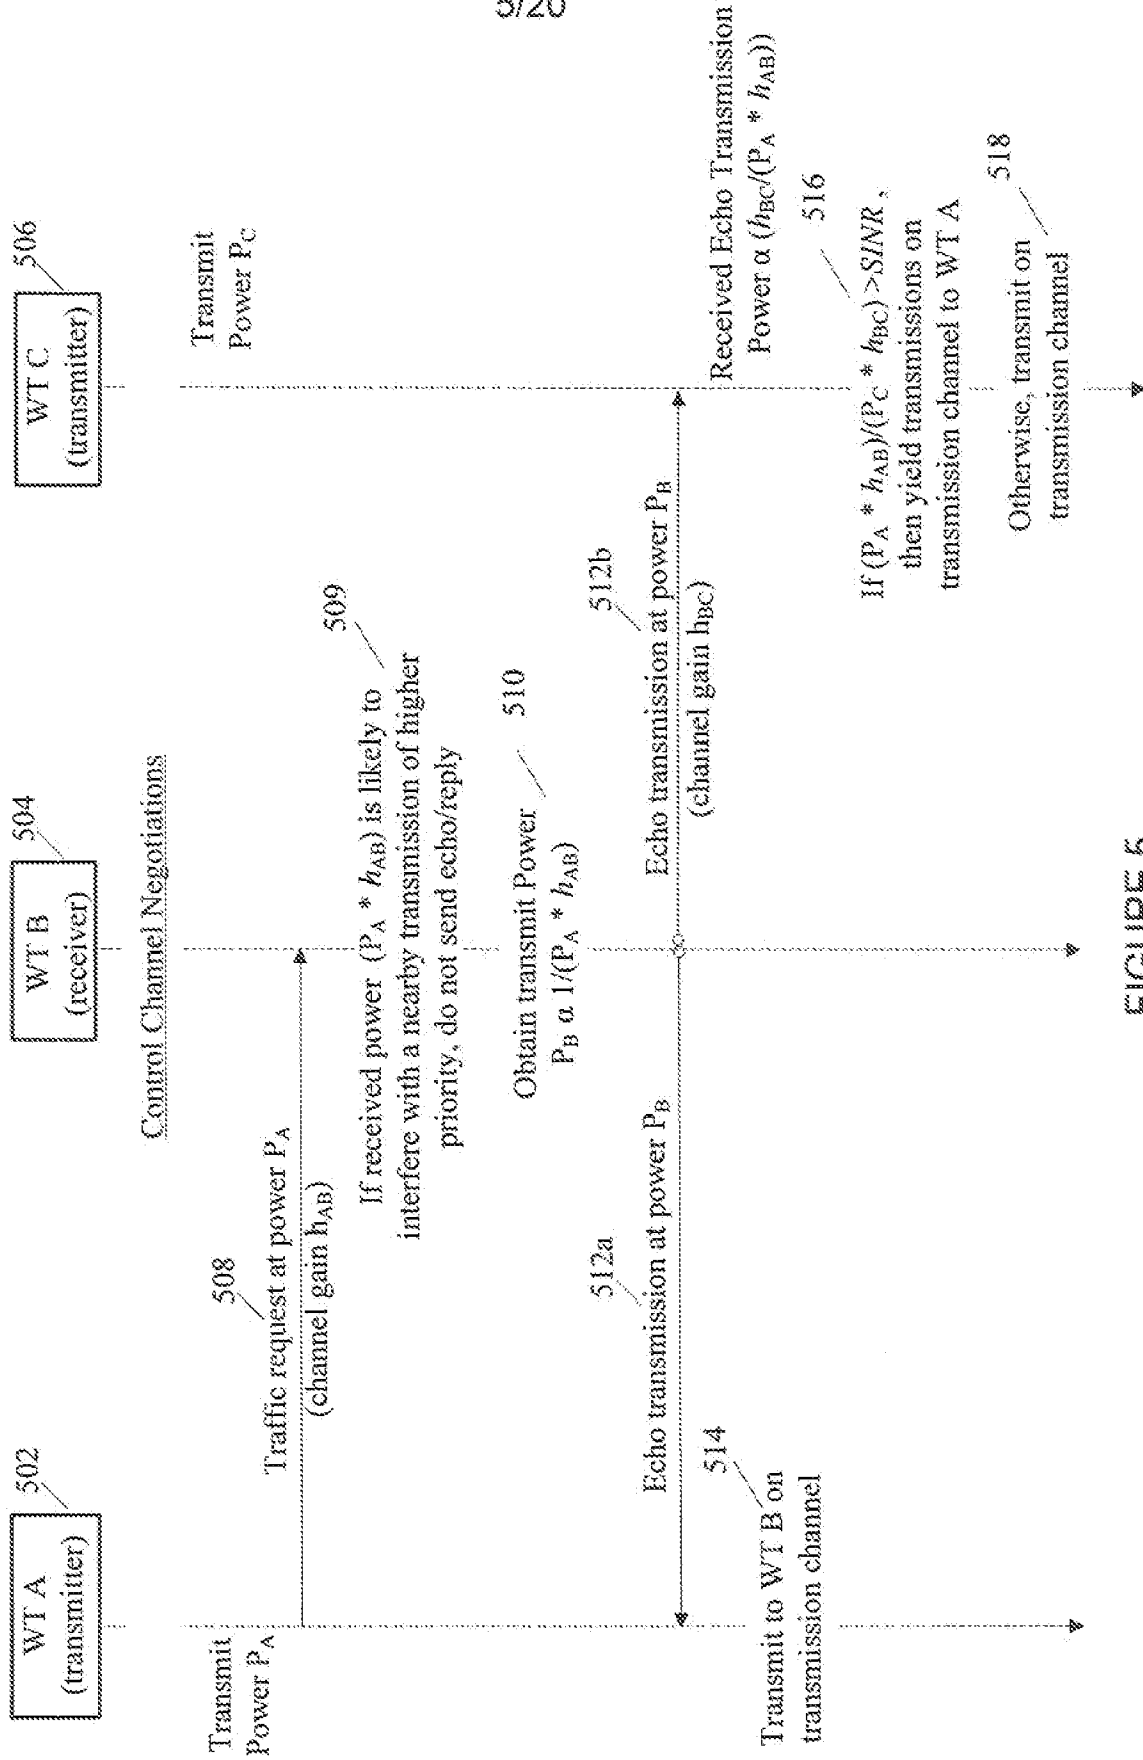 5/20
WT A
(transmitter)
502
WT B
(receiver)
504
WT C
(transmitter)
506
Control Channel Negotiations
Transmit
Power P_A
Transmit
Power P_C
508
Traffic request at power P_A
(channel gain h_AB)
509
If received power (P_A * h_AB) is likely to
interfere with a nearby transmission of higher
priority, do not send echo/reply
510
Obtain transmit Power
P_B α 1/(P_A * h_AB)
512a
Echo transmission at power P_B
512b
Echo transmission at power P_B
(channel gain h_BC)
514
Transmit to WT B on
transmission channel
Received Echo Transmission
Power α (h_BC/(P_A * h_AB))
516
If (P_A * h_AB)/(P_C * h_BC) >SINR ,
then yield transmissions on
transmission channel to WT A
518
Otherwise, transmit on
transmission channel
FIGURE 5